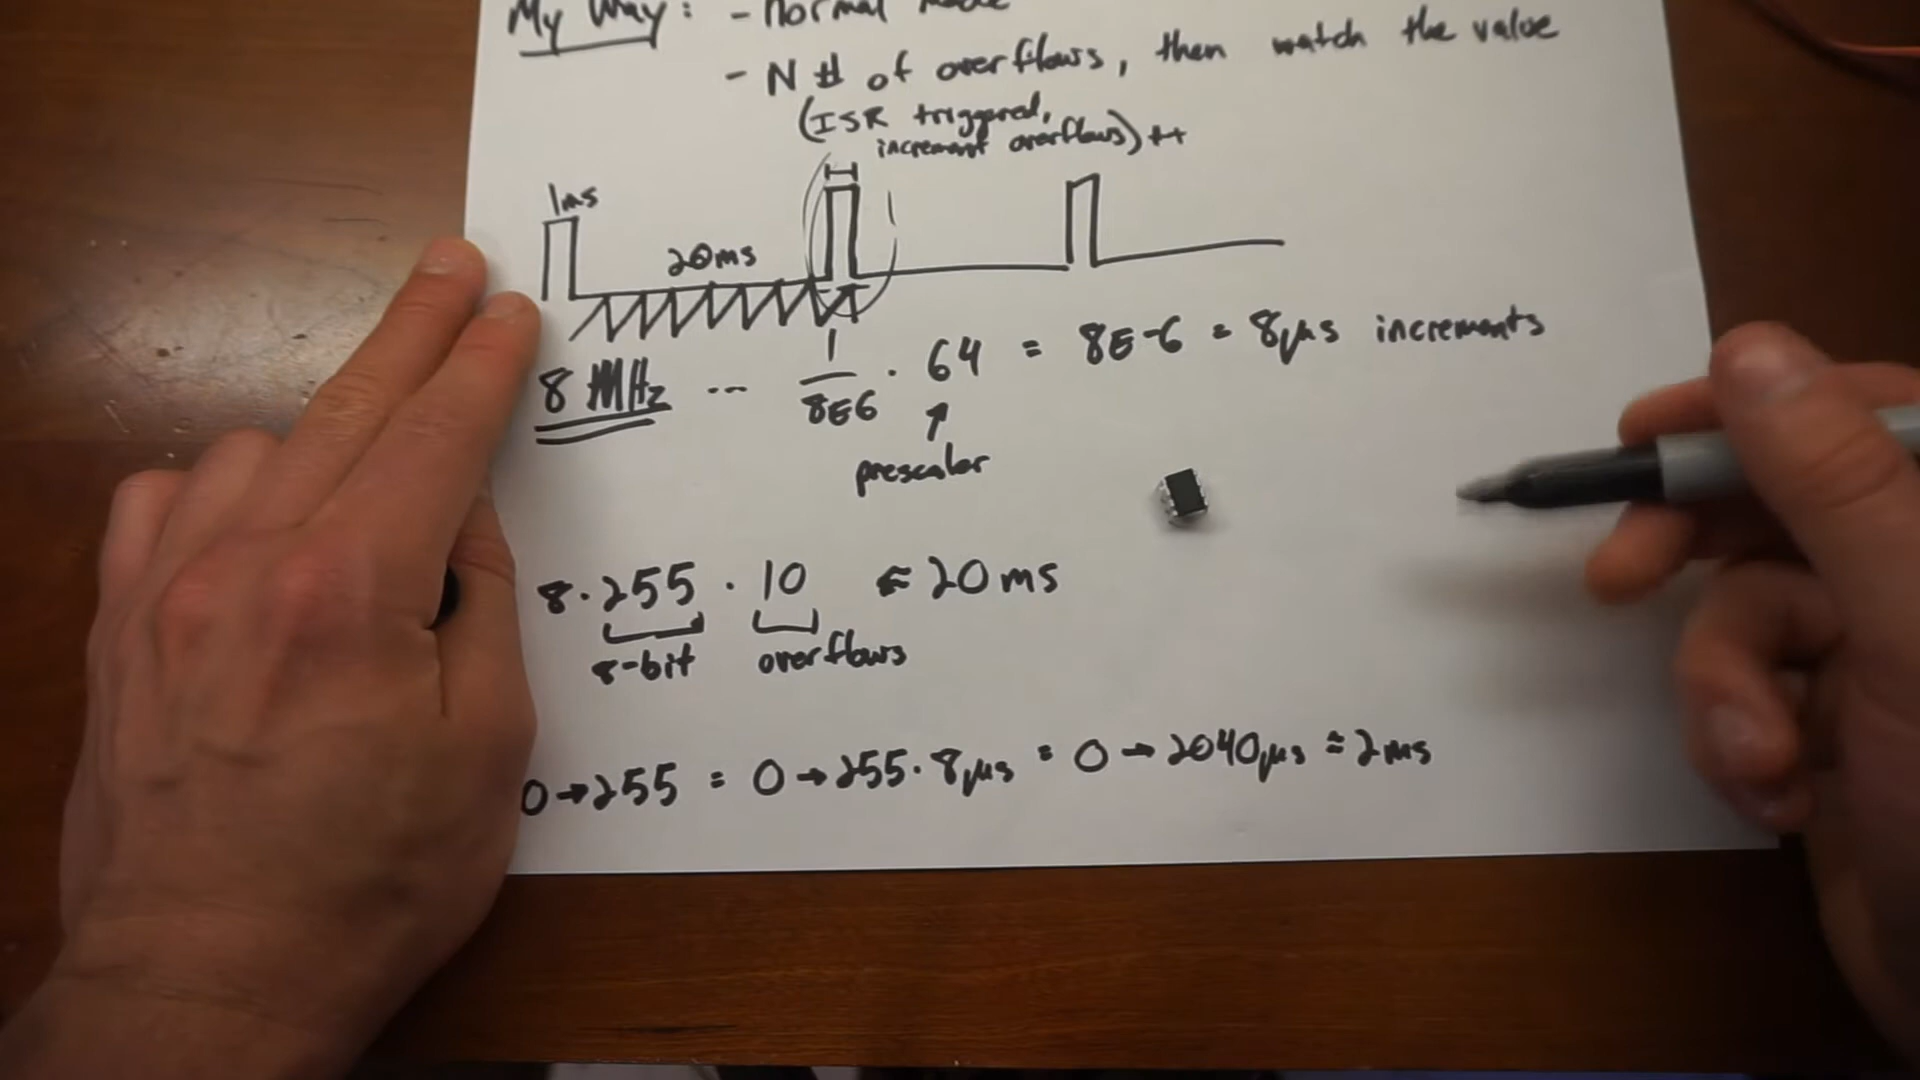 My Way: - Normal mode
- N # of overflows, then watch the value
(ISR triggered,
increment overflows) ++
1ms
20ms
8 MHz ... 1/8E6 · 64 = 8E-6 = 8μs increments
prescaler
8·255 · 10 ≈ 20ms
8-bit overflows
0→255 = 0→255·8μs = 0→2040μs ≈ 2ms